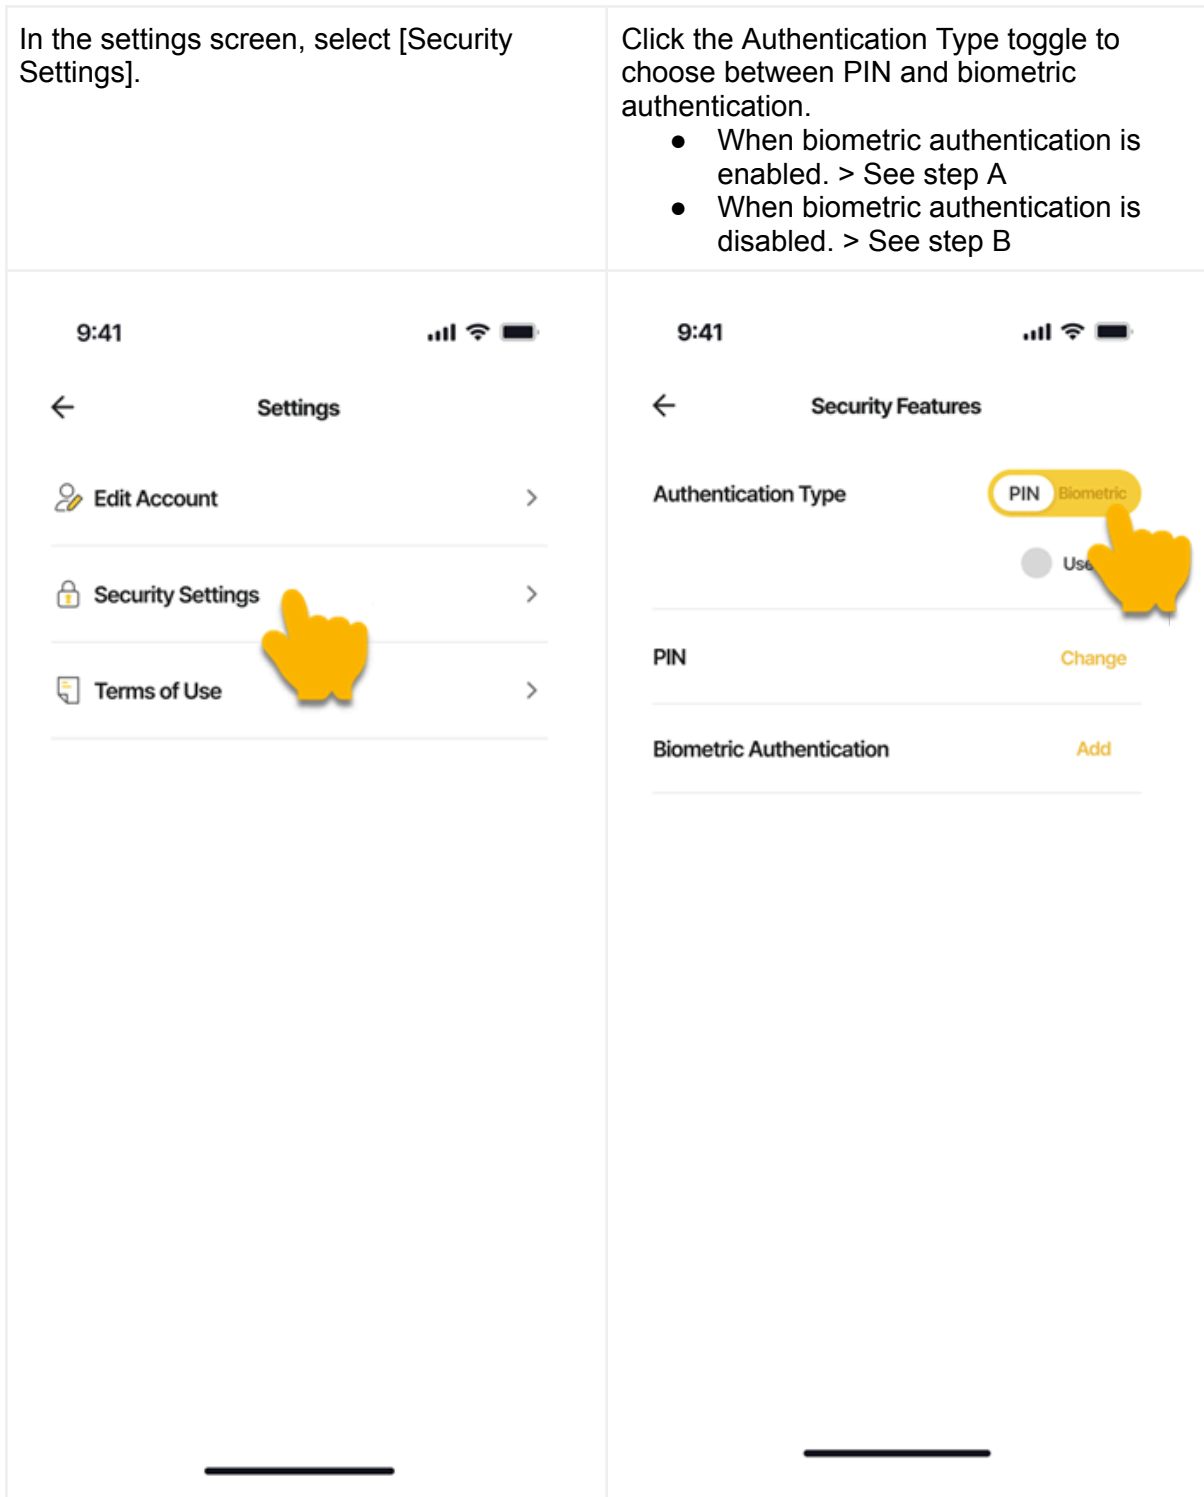 In the settings screen, select [Security
Settings].
Click the Authentication Type toggle to
choose between PIN and biometric
authentication.
● When biometric authentication is
enabled. > See step A
● When biometric authentication is
disabled. > See step B
9:41
Settings
Edit Account
Security Settings
Terms of Use
9:41
Security Features
Authentication Type
PIN Biometric
PIN
Change
Biometric Authentication
Add